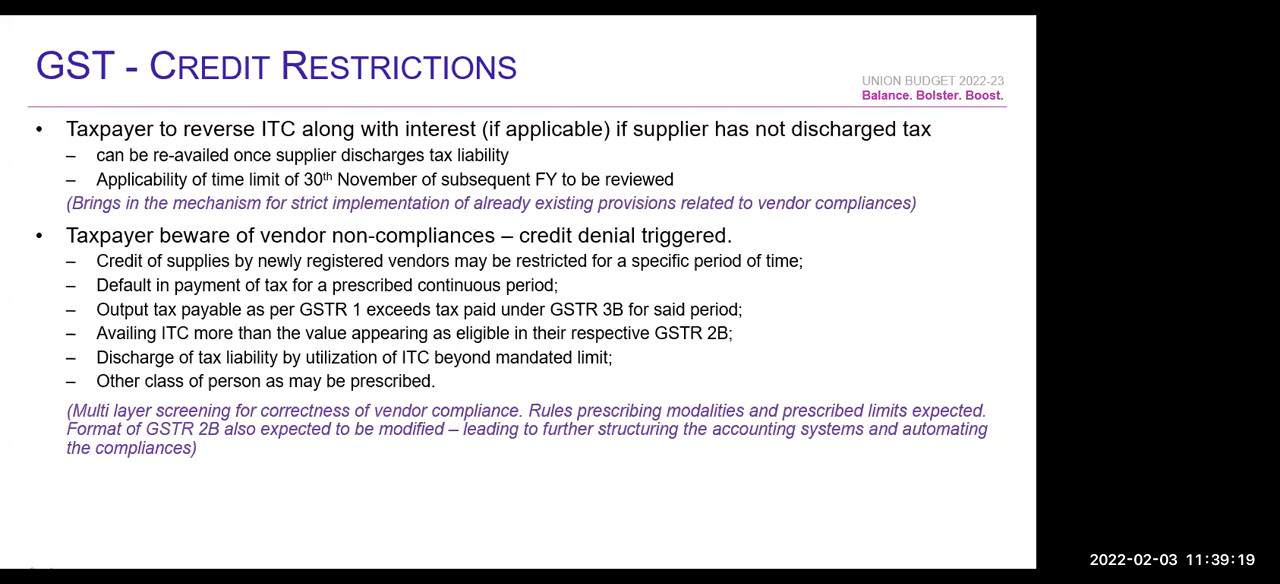 GST - CREDIT RESTRICTIONS
UNION BUDGET 2022-23
Balance. Bolster. Boost.
• Taxpayer to reverse ITC along with interest (if applicable) if supplier has not discharged tax
– can be re-availed once supplier discharges tax liability
– Applicability of time limit of 30th November of subsequent FY to be reviewed
(Brings in the mechanism for strict implementation of already existing provisions related to vendor compliances)
• Taxpayer beware of vendor non-compliances – credit denial triggered.
– Credit of supplies by newly registered vendors may be restricted for a specific period of time;
– Default in payment of tax for a prescribed continuous period;
– Output tax payable as per GSTR 1 exceeds tax paid under GSTR 3B for said period;
– Availing ITC more than the value appearing as eligible in their respective GSTR 2B;
– Discharge of tax liability by utilization of ITC beyond mandated limit;
– Other class of person as may be prescribed.
(Multi layer screening for correctness of vendor compliance. Rules prescribing modalities and prescribed limits expected.
Format of GSTR 2B also expected to be modified – leading to further structuring the accounting systems and automating
the compliances)
2022-02-03 11:39:19